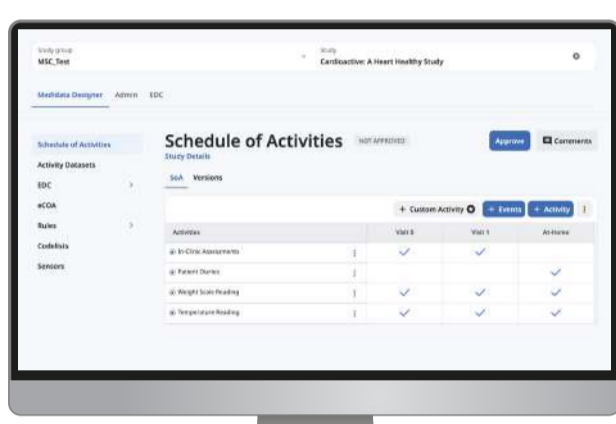 Study group
MSC_Test
Study
Cardioactive: A Heart Healthy Study
Medidata Designer Admin EDC
Schedule of Activities
Activity Datasets
EDC
eCOA
Rules
Codelists
Sensors
Schedule of Activities NOT APPROVED Approve Comments
Study Details
SoA Versions
+ Custom Activity + Events + Activity
Activities Visit 0 Visit 1 At-Home
In-Clinic Assessments
Patient Diaries
Weight Scale Reading
Temperature Reading